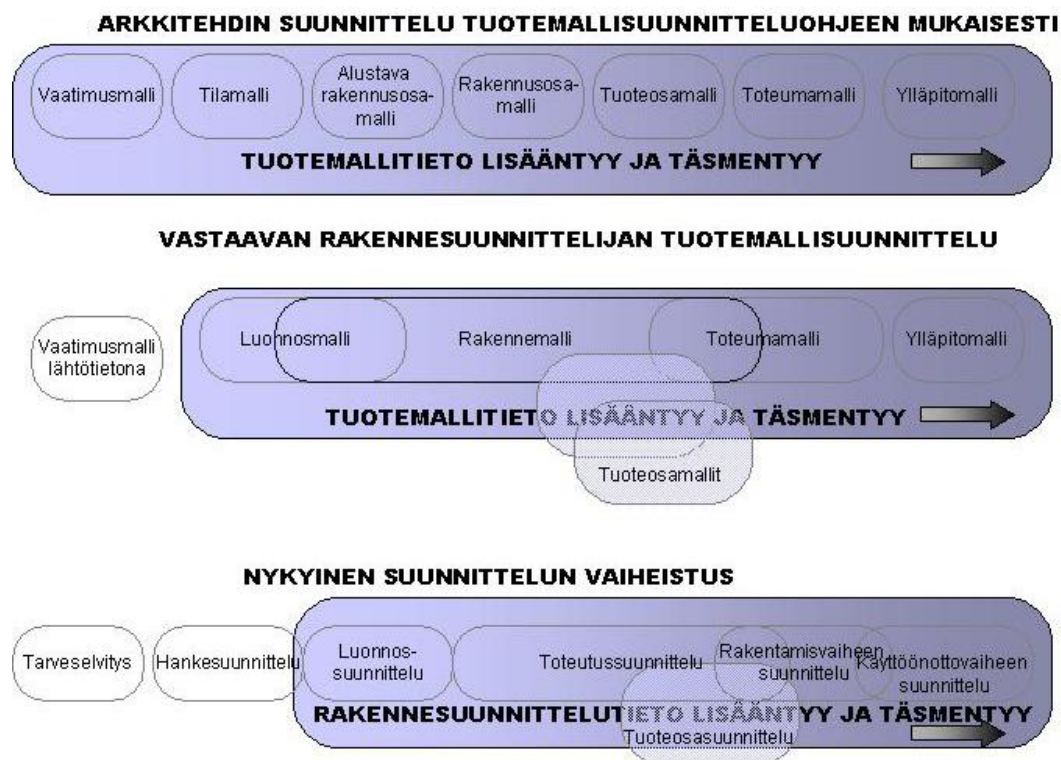 ARKKITEHDIN SUUNNITTELU TUOTEMALLISUUNNITTELUOHJEEN MUKAISESTI
Vaatimusmalli
Tilamalli
Alustava
rakennusosa-
malli
Rakennusosa-
malli
Tuoteosamalli
Toteumamalli
Ylläpitomalli
TUOTEMALLITIETO LISÄÄNTYY JA TÄSMENTYY
VASTAAVAN RAKENNESUUNNITTELIJAN TUOTEMALLISUUNNITTELU
Vaatimusmalli
lähtötietona
Luonnosmalli
Rakennemalli
Toteumamalli
Ylläpitomalli
TUOTEMALLITIETO LISÄÄNTYY JA TÄSMENTYY
Tuoteosamallit
NYKYINEN SUUNNITTELUN VAIHEISTUS
Tarveselvitys
Hankesuunnittelu
Luonnos-
suunnittelu
Toteutussuunnittelu
Rakentamisvaiheen
suunnittelu
Käyttöönottovaiheen
suunnittelu
RAKENNESUUNNITTELUTIETO LISÄÄNTYY JA TÄSMENTYY
Tuoteosasuunnittelu